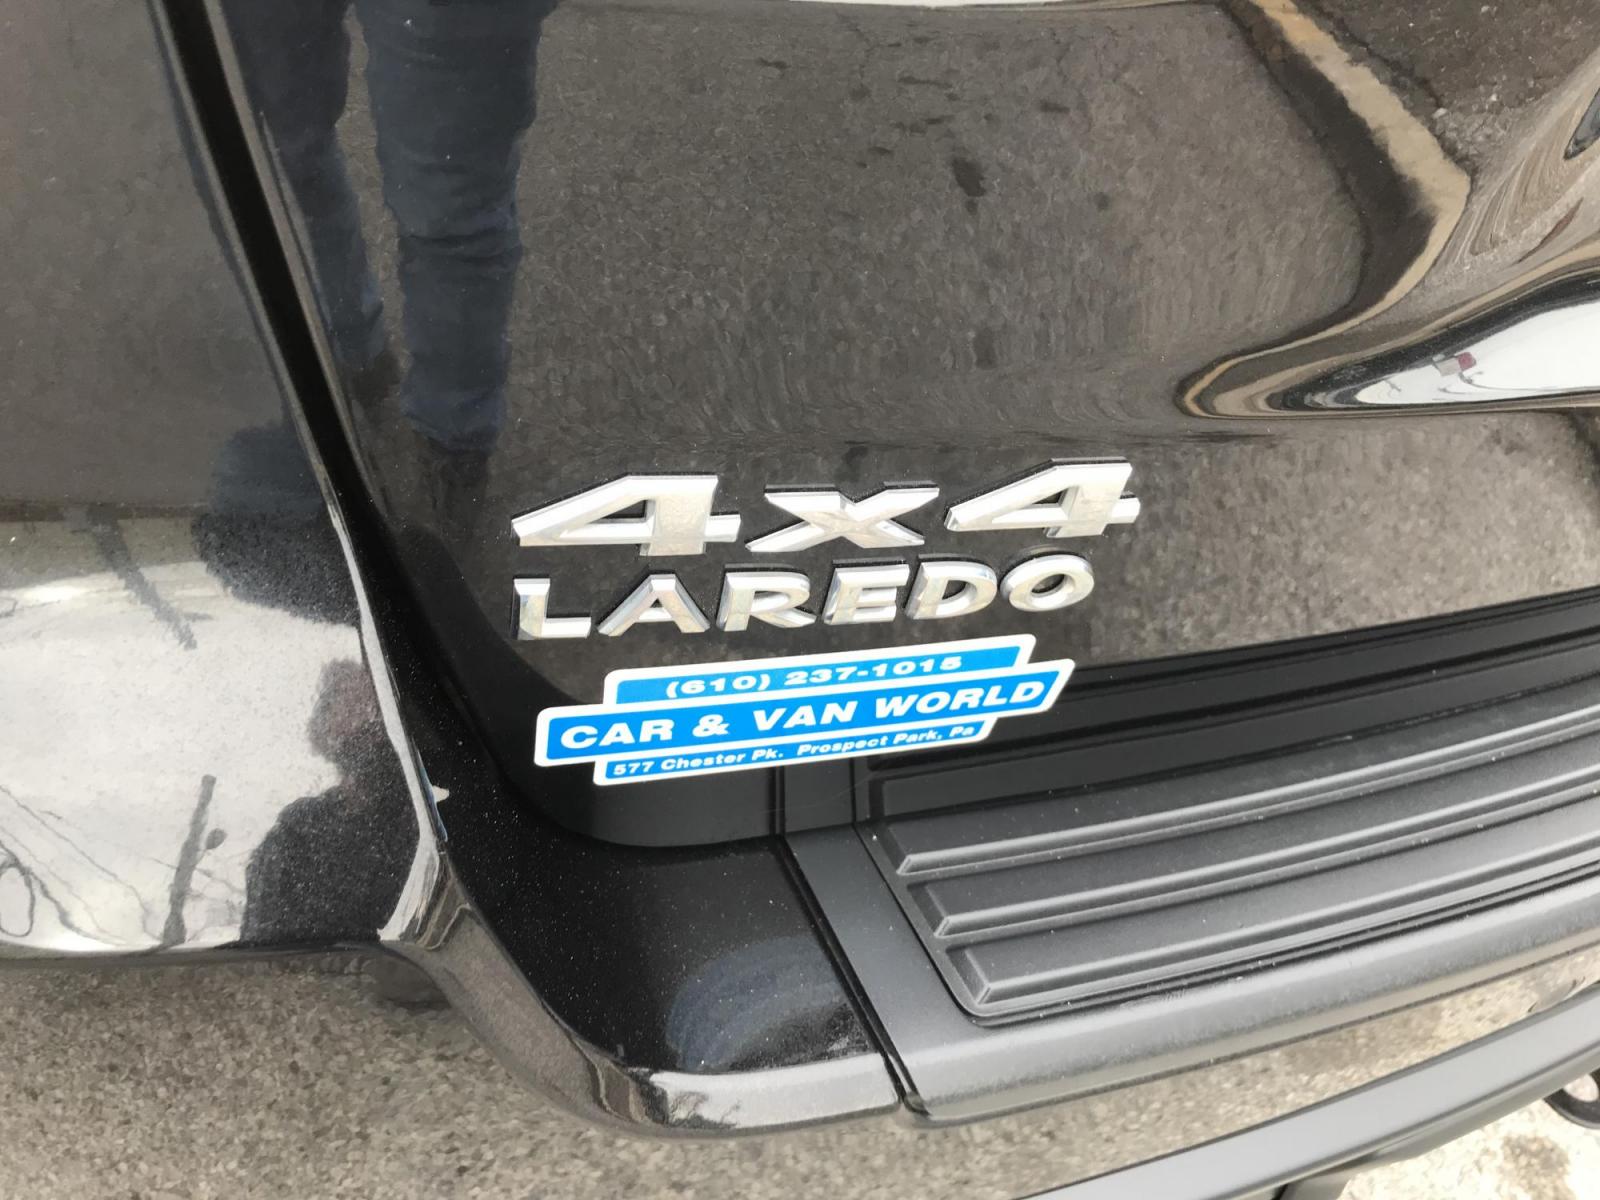 4x4
LAREDO
(610) 237-1015
CAR & VAN WORLD
577 Chester Pk. Prospect Park, Pa